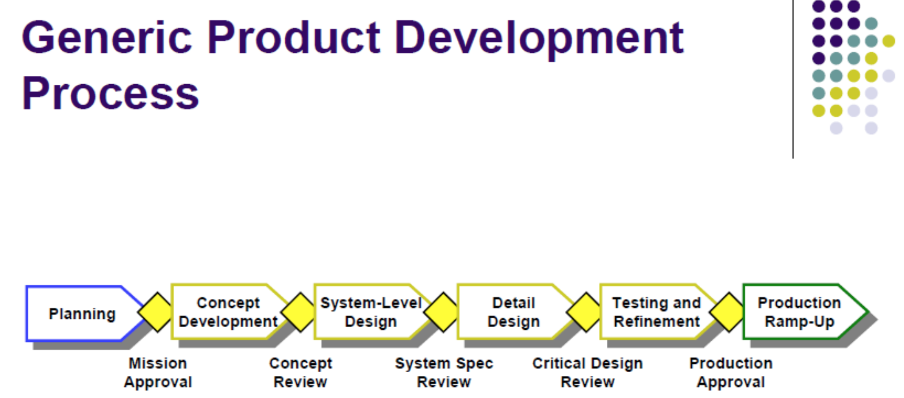 Generic Product Development
Process
Planning
Concept
Development
System-Level
Design
Detail
Design
Testing and
Refinement
Production
Ramp-Up
Mission
Approval
Concept
Review
System Spec
Review
Critical Design
Review
Production
Approval